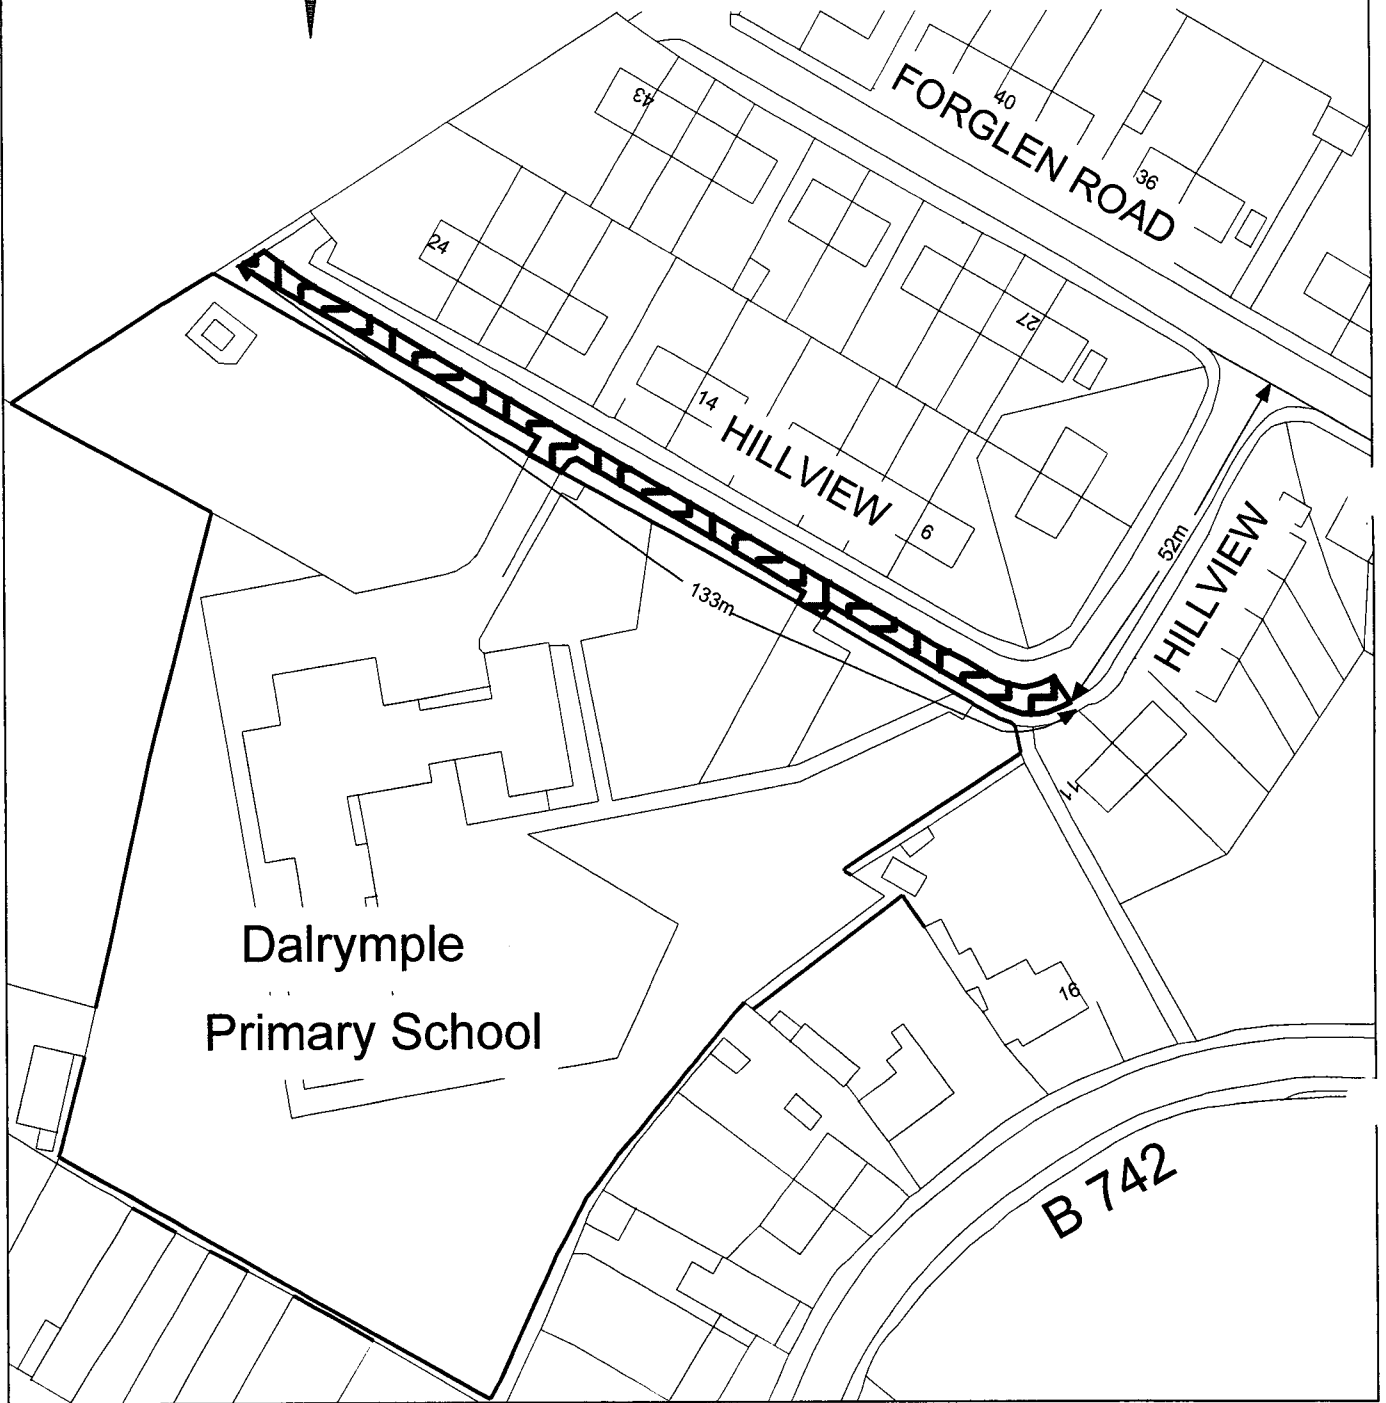 43
40
FORGLEN ROAD
36
24
27
14
HILLVIEW
6
52m
HILLVIEW
133m
11
Dalrymple
Primary School
16
B 742